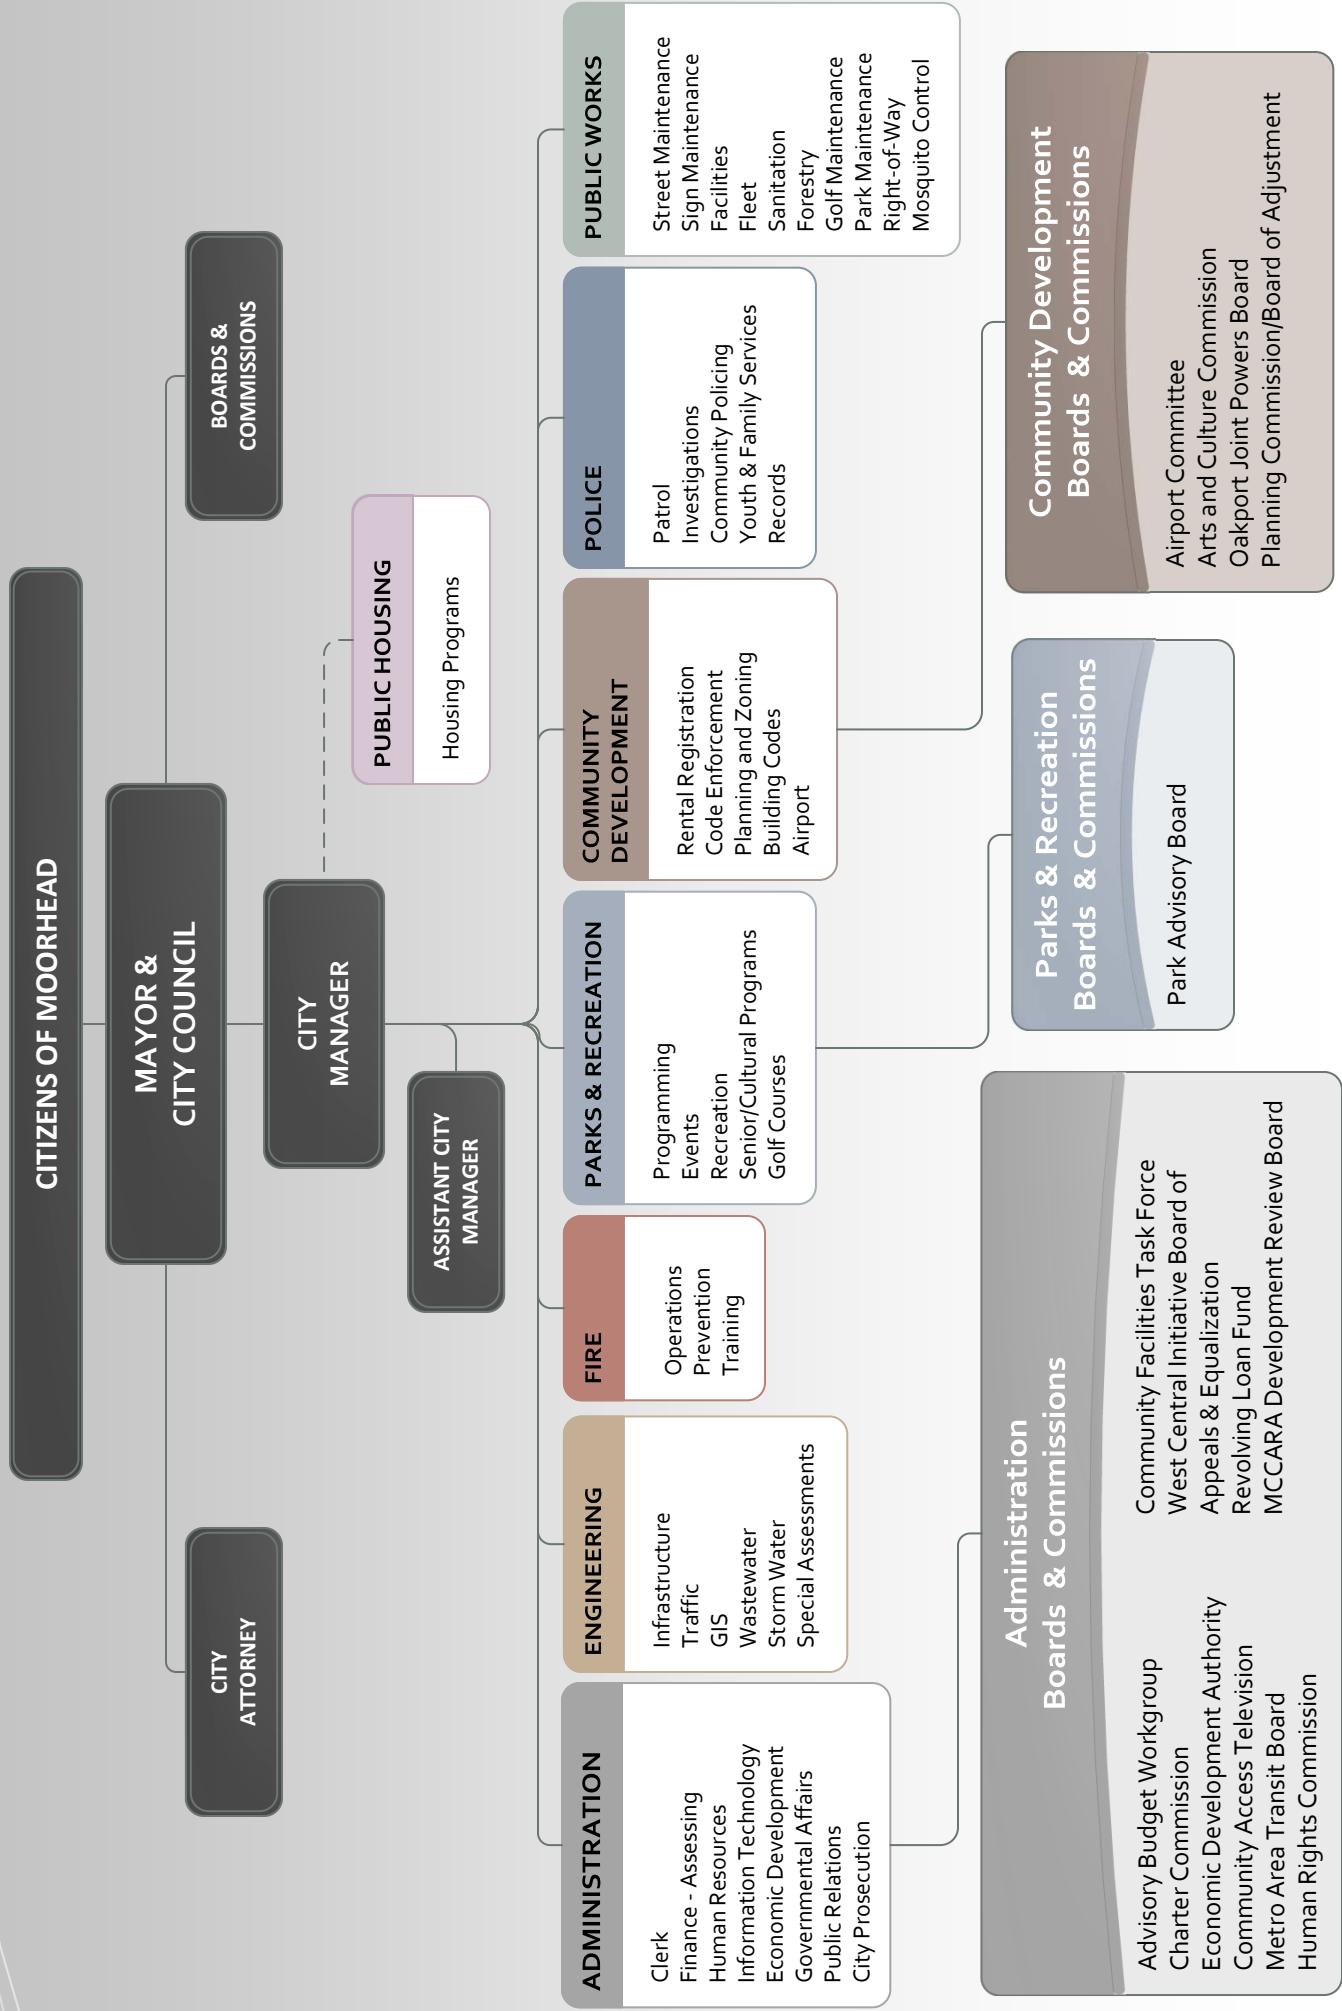 CITIZENS OF MOORHEAD
MAYOR &
CITY COUNCIL
CITY
ATTORNEY
BOARDS &
COMMISSIONS
CITY
MANAGER
PUBLIC HOUSING
Housing Programs
ASSISTANT CITY
MANAGER
ADMINISTRATION
Clerk
Finance - Assessing
Human Resources
Information Technology
Economic Development
Governmental Affairs
Public Relations
City Prosecution
ENGINEERING
Infrastructure
Traffic
GIS
Wastewater
Storm Water
Special Assessments
FIRE
Operations
Prevention
Training
PARKS & RECREATION
Programming
Events
Recreation
Senior/Cultural Programs
Golf Courses
COMMUNITY
DEVELOPMENT
Rental Registration
Code Enforcement
Planning and Zoning
Building Codes
Airport
POLICE
Patrol
Investigations
Community Policing
Youth & Family Services
Records
PUBLIC WORKS
Street Maintenance
Sign Maintenance
Facilities
Fleet
Sanitation
Forestry
Golf Maintenance
Park Maintenance
Right-of-Way
Mosquito Control
Administration
Boards & Commissions
Advisory Budget Workgroup
Charter Commission
Economic Development Authority
Community Access Television
Metro Area Transit Board
Human Rights Commission
Community Facilities Task Force
West Central Initiative Board of
Appeals & Equalization
Revolving Loan Fund
MCCARA Development Review Board
Parks & Recreation
Boards & Commissions
Park Advisory Board
Community Development
Boards & Commissions
Airport Committee
Arts and Culture Commission
Oakport Joint Powers Board
Planning Commission/Board of Adjustment